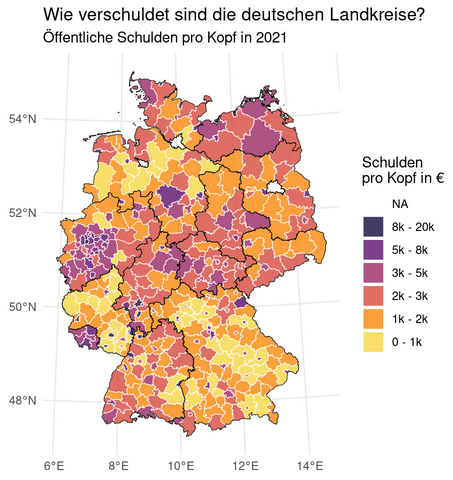 Wie verschuldet sind die deutschen Landkreise?
Öffentliche Schulden pro Kopf in 2021
54°N
52°N
50°N
48°N
6°E
8°E
10°E
12°E
14°E
Schulden
pro Kopf in €
NA
8k - 20k
5k - 8k
3k - 5k
2k - 3k
1k - 2k
0 - 1k